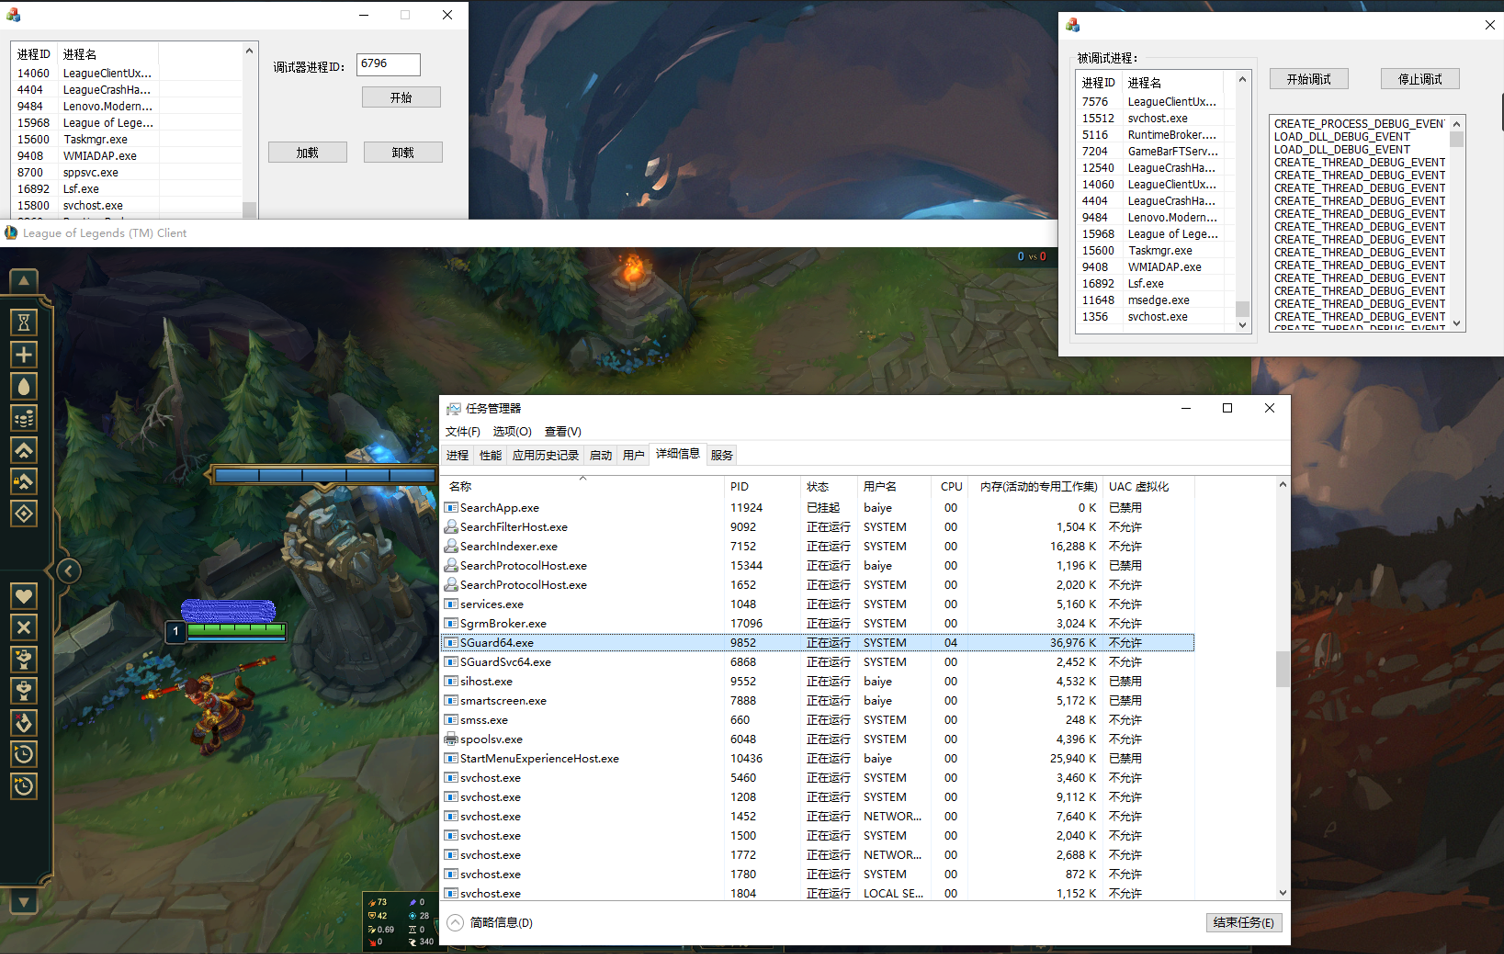 进程ID 进程名
14060 LeagueClientUx...
4404 LeagueCrashHa...
9484 Lenovo.Modern...
15968 League of Lege...
15600 Taskmgr.exe
9408 WMIADAP.exe
8700 sppsvc.exe
16892 Lsf.exe
15800 svchost.exe
调试器进程ID: 6796
开始
加载 卸载
被调试进程:
进程ID 进程名
7576 LeagueClientUx...
15512 svchost.exe
5116 RuntimeBroker....
7204 GameBarFTServ...
12540 LeagueCrashHa...
14060 LeagueClientUx...
4404 LeagueCrashHa...
9484 Lenovo.Modern...
15968 League of Lege...
15600 Taskmgr.exe
9408 WMIADAP.exe
16892 Lsf.exe
11648 msedge.exe
1356 svchost.exe
开始调试 停止调试
CREATE_PROCESS_DEBUG_EVEN
LOAD_DLL_DEBUG_EVENT
LOAD_DLL_DEBUG_EVENT
CREATE_THREAD_DEBUG_EVENT
CREATE_THREAD_DEBUG_EVENT
CREATE_THREAD_DEBUG_EVENT
CREATE_THREAD_DEBUG_EVENT
CREATE_THREAD_DEBUG_EVENT
CREATE_THREAD_DEBUG_EVENT
CREATE_THREAD_DEBUG_EVENT
CREATE_THREAD_DEBUG_EVENT
CREATE_THREAD_DEBUG_EVENT
CREATE_THREAD_DEBUG_EVENT
CREATE_THREAD_DEBUG_EVENT
CREATE_THREAD_DEBUG_EVENT
CREATE_THREAD_DEBUG_EVENT
CREATE_THREAD_DEBUG_EVENT
League of Legends (TM) Client
0 vs 0
1
任务管理器
文件(F) 选项(O) 查看(V)
进程 性能 应用历史记录 启动 用户 详细信息 服务
名称 PID 状态 用户名 CPU 内存(活动的专用工作集) UAC 虚拟化
SearchApp.exe 11924 已挂起 baiye 00 0 K 已禁用
SearchFilterHost.exe 9092 正在运行 SYSTEM 00 1,504 K 不允许
SearchIndexer.exe 7152 正在运行 SYSTEM 00 16,288 K 不允许
SearchProtocolHost.exe 15344 正在运行 baiye 00 1,196 K 已禁用
SearchProtocolHost.exe 1652 正在运行 SYSTEM 00 2,020 K 不允许
services.exe 1048 正在运行 SYSTEM 00 5,160 K 不允许
SgrmBroker.exe 17096 正在运行 SYSTEM 00 3,024 K 不允许
SGuard64.exe 9852 正在运行 SYSTEM 04 36,976 K 不允许
SGuardSvc64.exe 6868 正在运行 SYSTEM 00 2,452 K 不允许
sihost.exe 9552 正在运行 baiye 00 4,532 K 已禁用
smartscreen.exe 7888 正在运行 baiye 00 5,172 K 已禁用
smss.exe 660 正在运行 SYSTEM 00 248 K 不允许
spoolsv.exe 6048 正在运行 SYSTEM 00 4,396 K 不允许
StartMenuExperienceHost.exe 10436 正在运行 baiye 00 25,940 K 已禁用
svchost.exe 5460 正在运行 SYSTEM 00 3,460 K 不允许
svchost.exe 1208 正在运行 SYSTEM 00 9,112 K 不允许
svchost.exe 1452 正在运行 NETWOR... 00 7,640 K 不允许
svchost.exe 1500 正在运行 SYSTEM 00 2,040 K 不允许
svchost.exe 1772 正在运行 NETWOR... 00 2,688 K 不允许
svchost.exe 1780 正在运行 SYSTEM 00 872 K 不允许
svchost.exe 1804 正在运行 LOCAL SE... 00 1,152 K 不允许
简略信息(D) 结束任务(E)
73 0
42 28
0.69 0
0 340